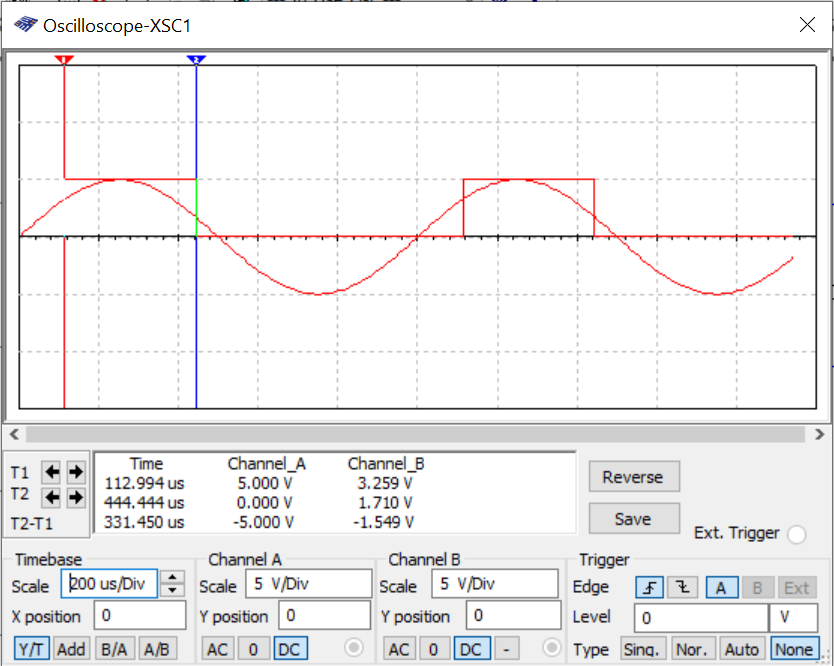 Oscilloscope-XSC1
1 2
Time Channel_A Channel_B
T1 112.994 us 5.000 V 3.259 V
T2 444.444 us 0.000 V 1.710 V
T2-T1 331.450 us -5.000 V -1.549 V
Reverse
Save
Ext. Trigger
Timebase Channel A Channel B Trigger
Scale 200 us/Div Scale 5 V/Div Scale 5 V/Div Edge A B Ext
X position 0 Y position 0 Y position 0 Level 0 V
Y/T Add B/A A/B AC 0 DC AC 0 DC - Type Sing. Nor. Auto None